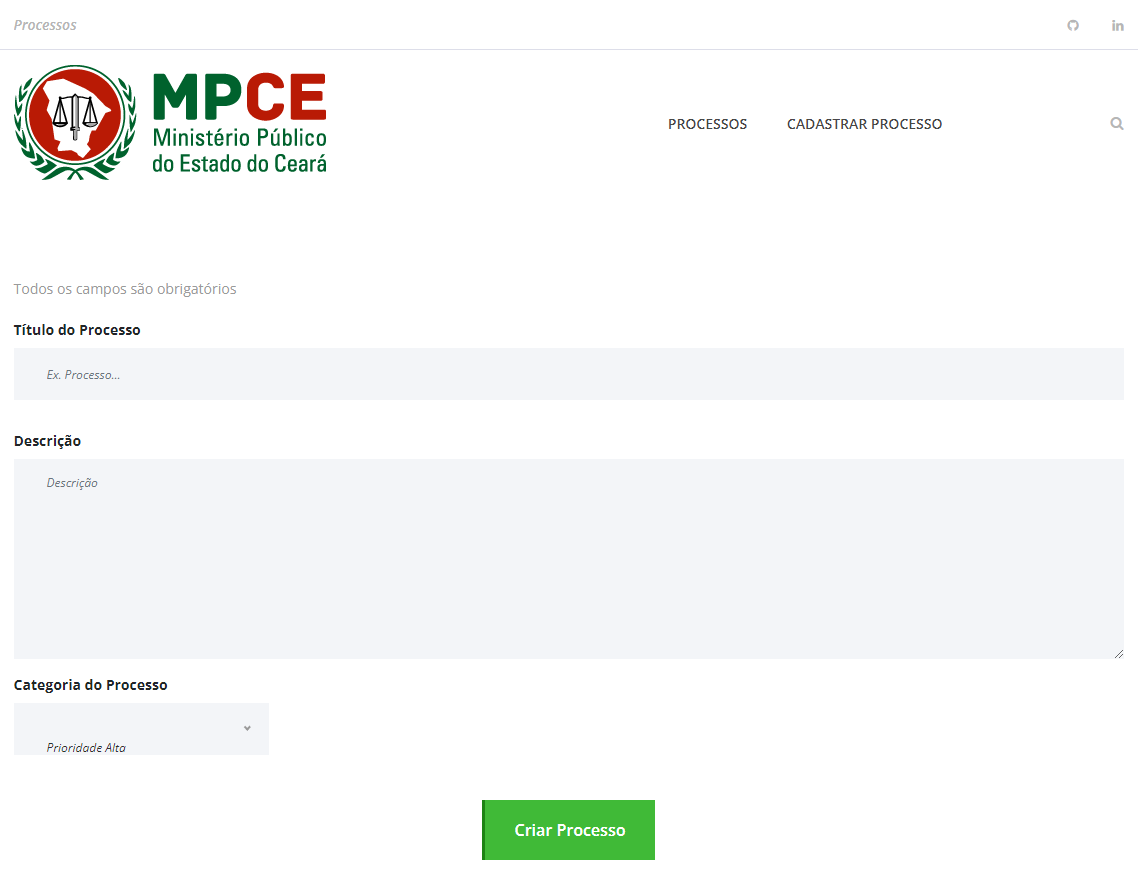 Processos
MPCE
Ministério Público
do Estado do Ceará
PROCESSOS
CADASTRAR PROCESSO
Todos os campos são obrigatórios
Título do Processo
Ex. Processo...
Descrição
Descrição
Categoria do Processo
Prioridade Alta
Criar Processo